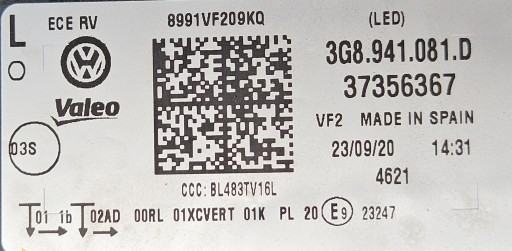 L ECE RV 8991VF209KQ (LED)
3G8.941.081.D
37356367
Valeo
VF2 MADE IN SPAIN
03S 23/09/20 14:31
4621
CCC: BL483TV16L
01 1b 02AD 00RL 01XCVERT 01K PL 20 E9 23247